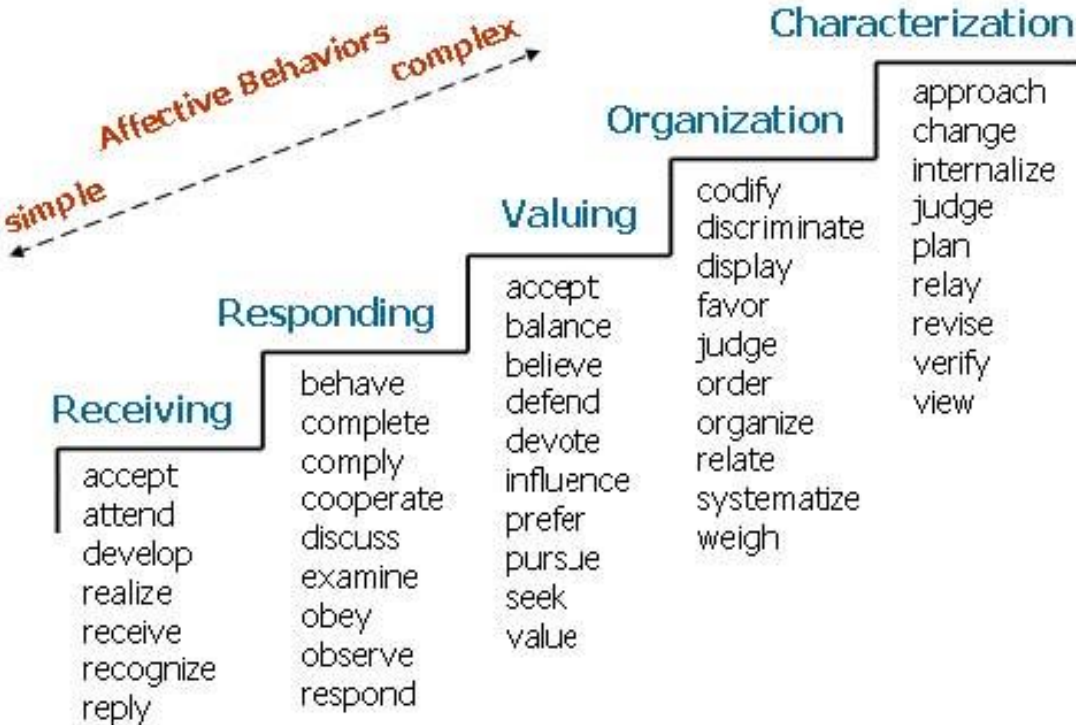 Affective Behaviors
simple
complex
Receiving
accept
attend
develop
realize
receive
recognize
reply
Responding
behave
complete
comply
cooperate
discuss
examine
obey
observe
respond
Valuing
accept
balance
believe
defend
devote
influence
prefer
pursue
seek
value
Organization
codify
discriminate
display
favor
judge
order
organize
relate
systematize
weigh
Characterization
approach
change
internalize
judge
plan
relay
revise
verify
view